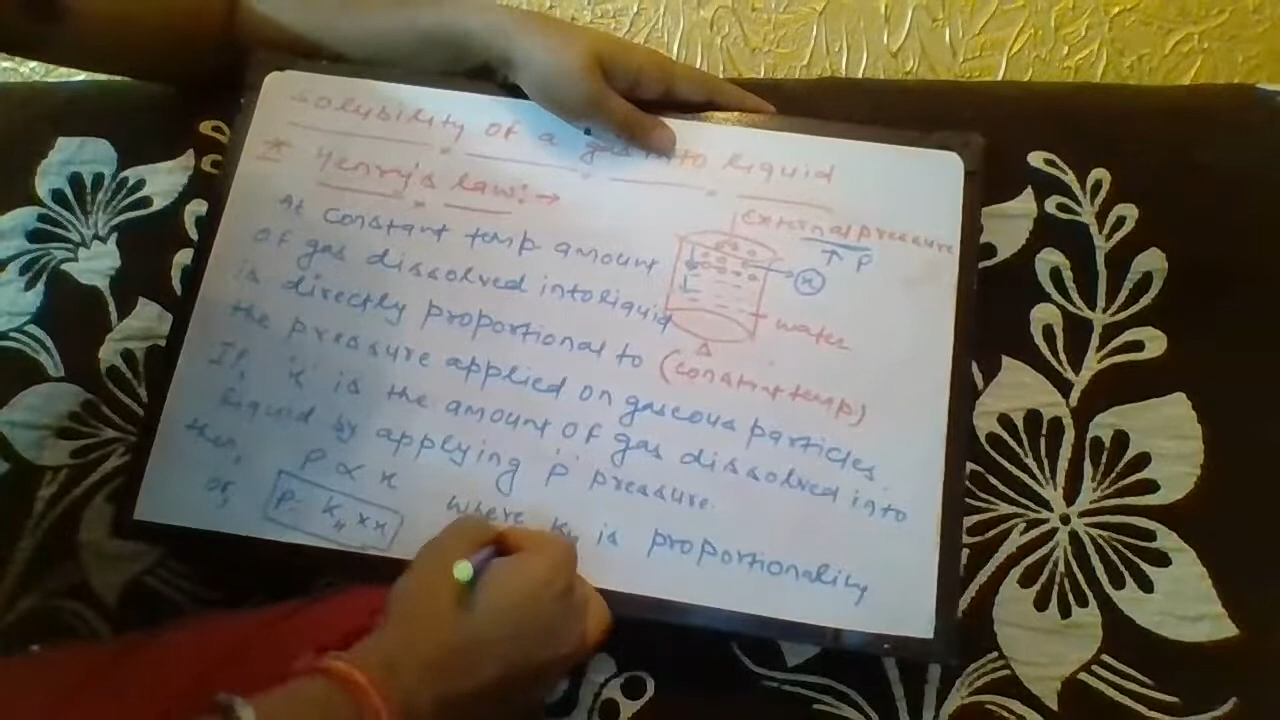 Solubility of a gas into liquid
* Henry's law:→
External pressure
↑ P
At constant temp amount
of gas dissolved into liquid
x
water
is directly proportional to
Δ
(constant temp)
the pressure applied on gaseous particles.
If, 'x' is the amount of gas dissolved into
liquid by applying 'P' pressure.
then, P ∝ x
or, P = K_H × x where K_H is proportionality